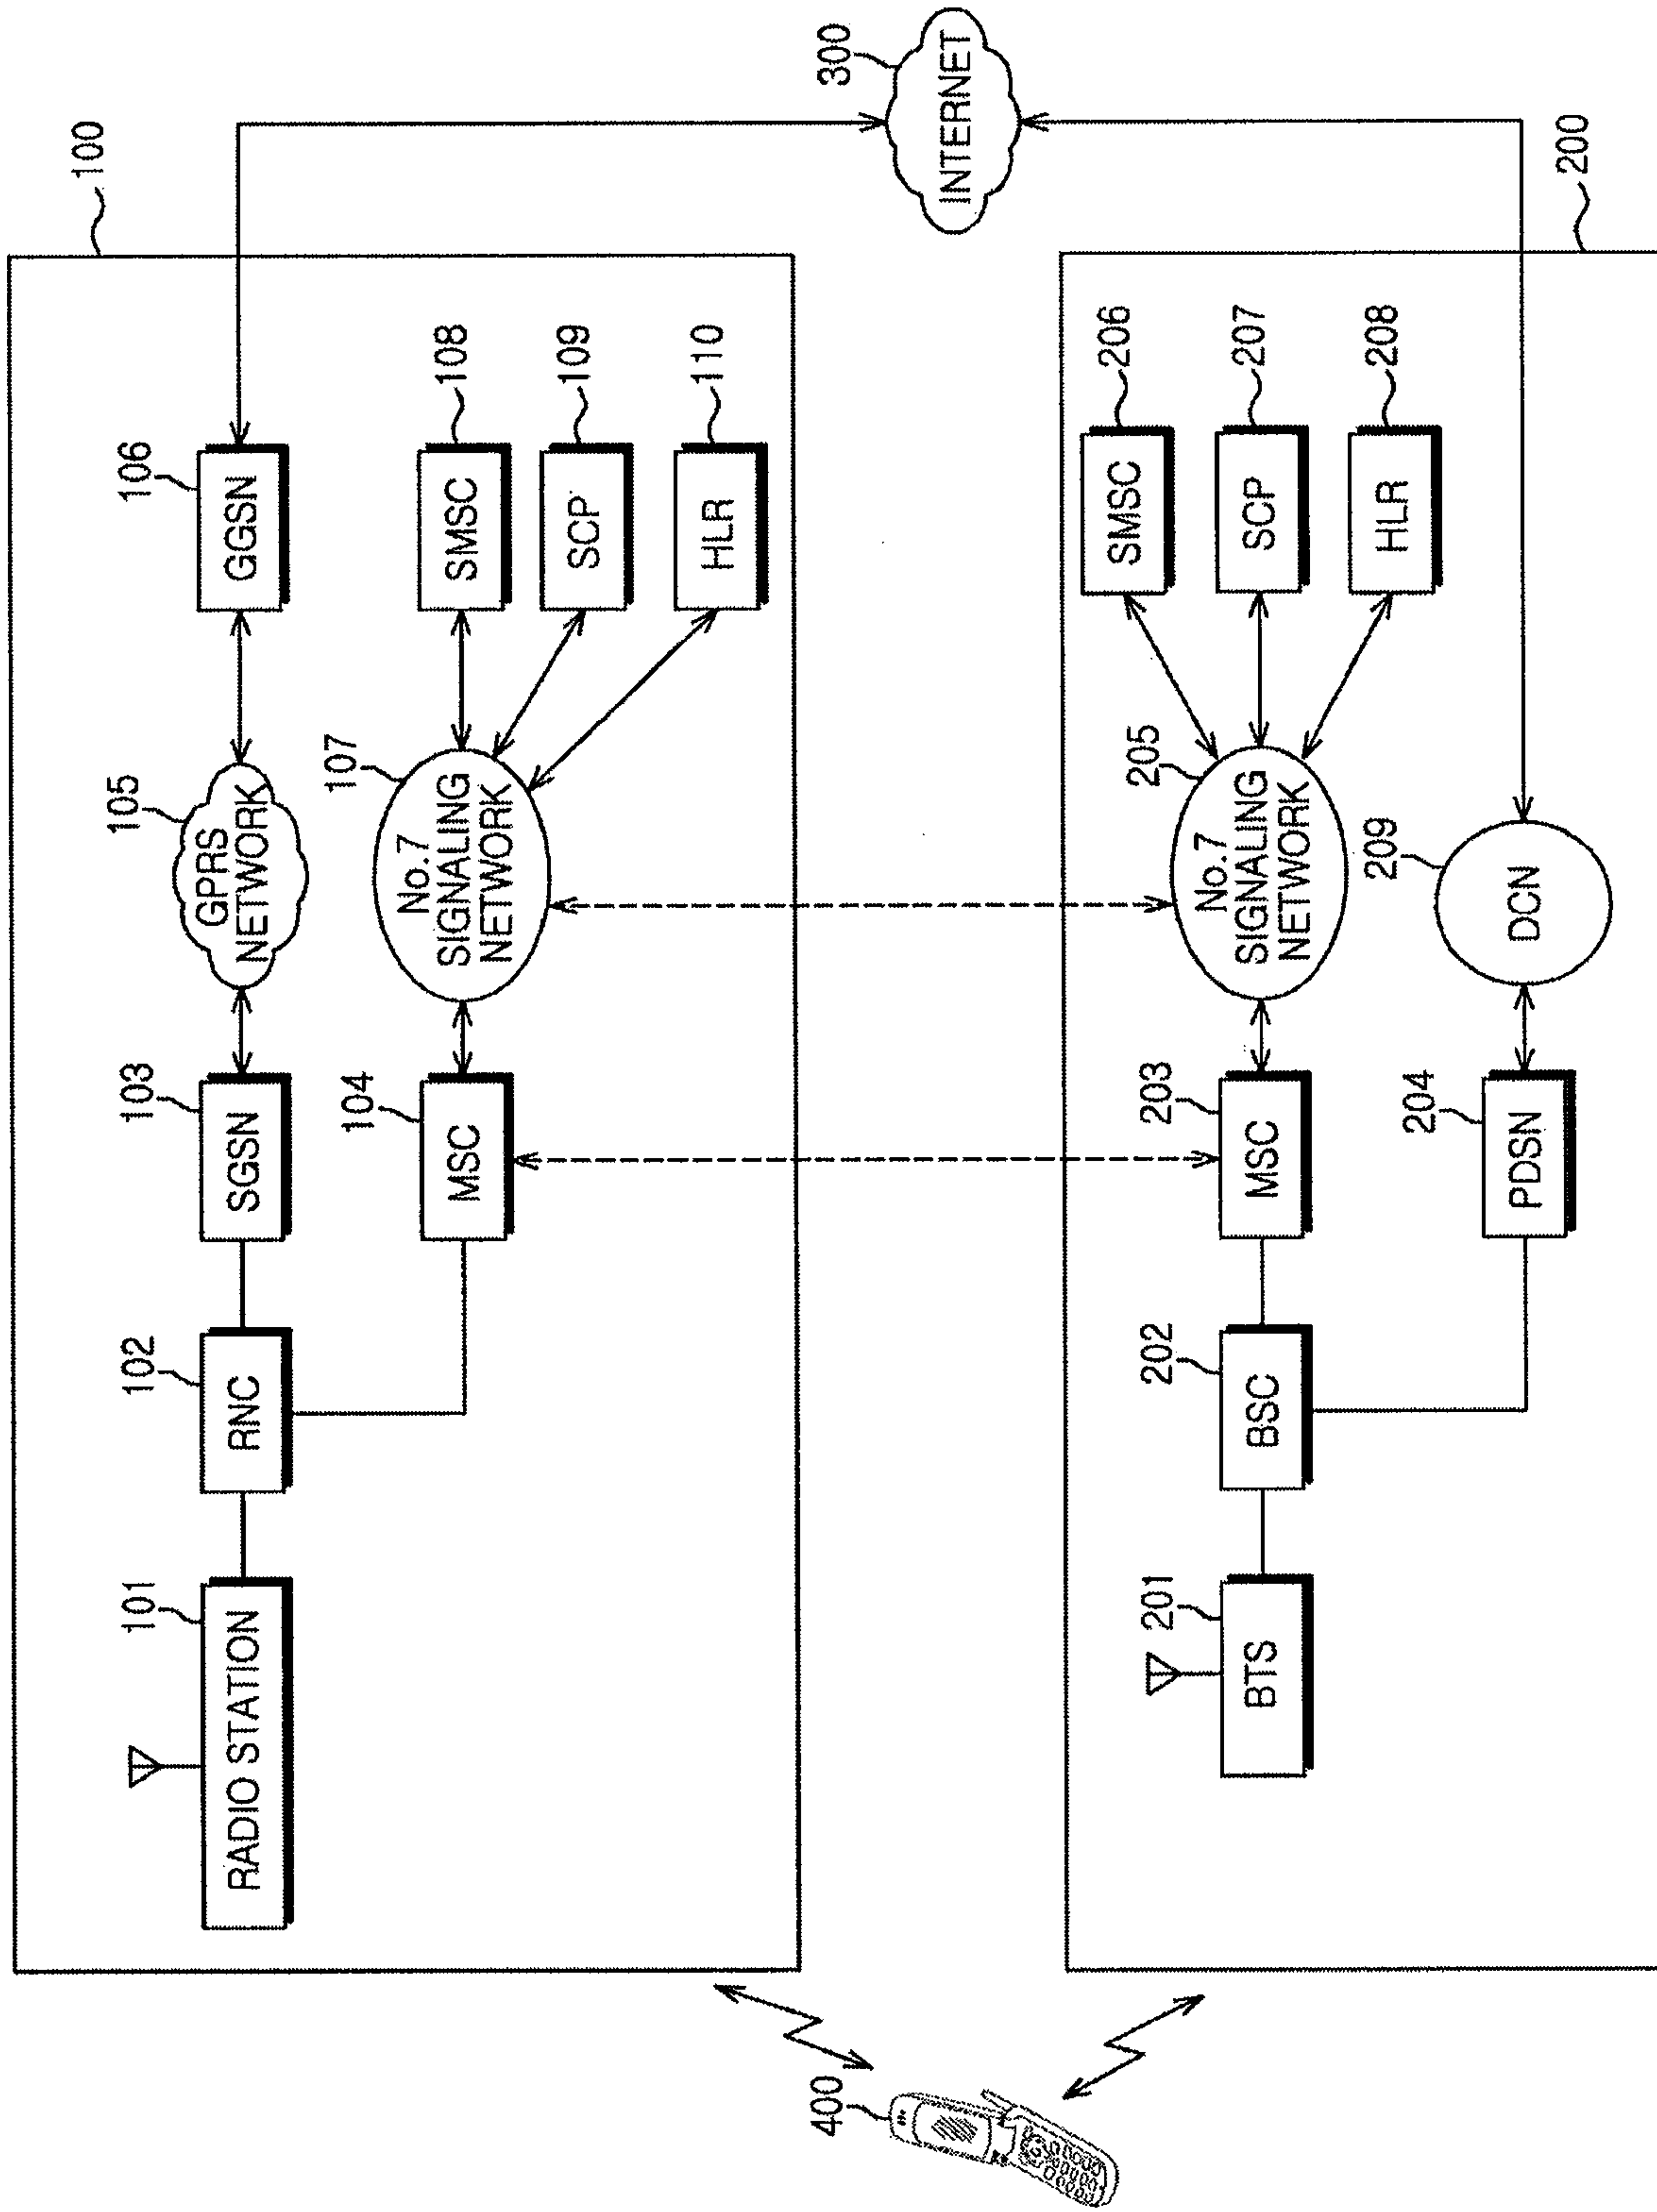 100
101
RADIO STATION
102
RNC
103
SGSN
105
GPRS
NETWORK
106
GGSN
104
MSC
107
No.7
SIGNALING
NETWORK
108
SMSC
109
SCP
110
HLR
300
INTERNET
400
200
201
BTS
202
BSC
203
MSC
205
No.7
SIGNALING
NETWORK
206
SMSC
207
SCP
208
HLR
204
PDSN
209
DCN